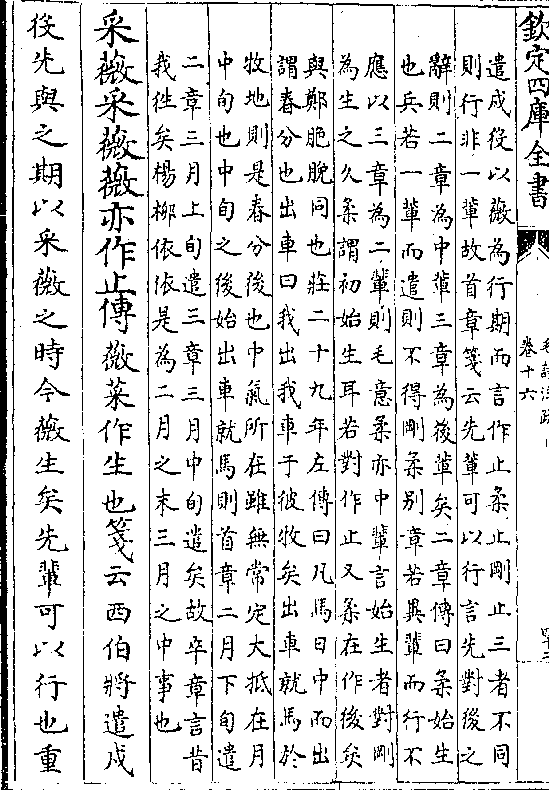 欽定四庫全書
毛詩注疏
卷十六
遣戍役以薇為行期而言作止柔止剛止三者不同
則行非一輩故首章箋云先輩可以行言先對後之
辭則二章為中輩三章為後輩矣二章傳曰柔始生
也兵若一輩而遣則不得剛柔别章若異輩而行不
應以三章為二輩則毛意柔亦中輩言始生者對剛
為生之久柔謂初始生耳若對作止又柔在作後矣
與鄭脆脕同也莊二十九年左傳曰凡馬日中而出
謂春分也出車曰我出我車于彼牧矣出車就馬於
牧地則是春分後也中氣所在雖無常定大抵在月
中旬也中旬之後始出車就馬則首章二月下旬遣
二章三月上旬遣三章三月中旬遣矣故卒章言昔
我徃矣楊栁依依是為二月之末三月之中事也
采薇采薇薇亦作止傳薇菜作生也箋云西伯將遣戍
役先與之期以采薇之時今薇生矣先輩可以行也重